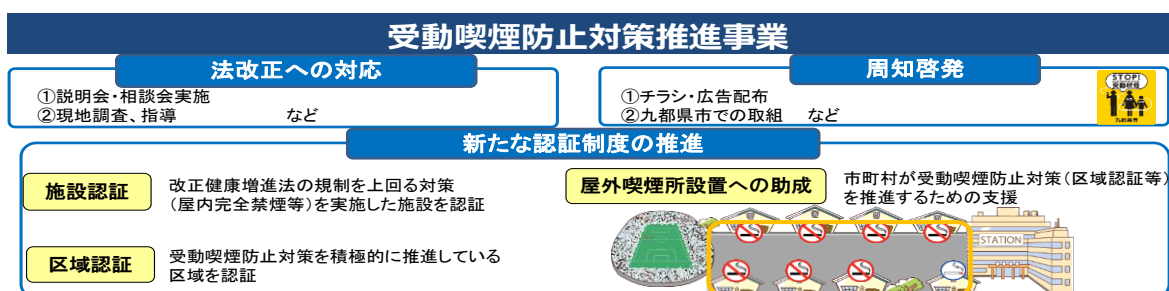 受動喫煙防止対策推進事業
法改正への対応
①説明会・相談会実施
②現地調査、指導 など
周知啓発
①チラシ・広告配布
②九都県市での取組 など
STOP!
受動喫煙
九都県市
新たな認証制度の推進
施設認証
改正健康増進法の規制を上回る対策
(屋内完全禁煙等)を実施した施設を認証
区域認証
受動喫煙防止対策を積極的に推進している
区域を認証
屋外喫煙所設置への助成
市町村が受動喫煙防止対策(区域認証等)
を推進するための支援
STATION